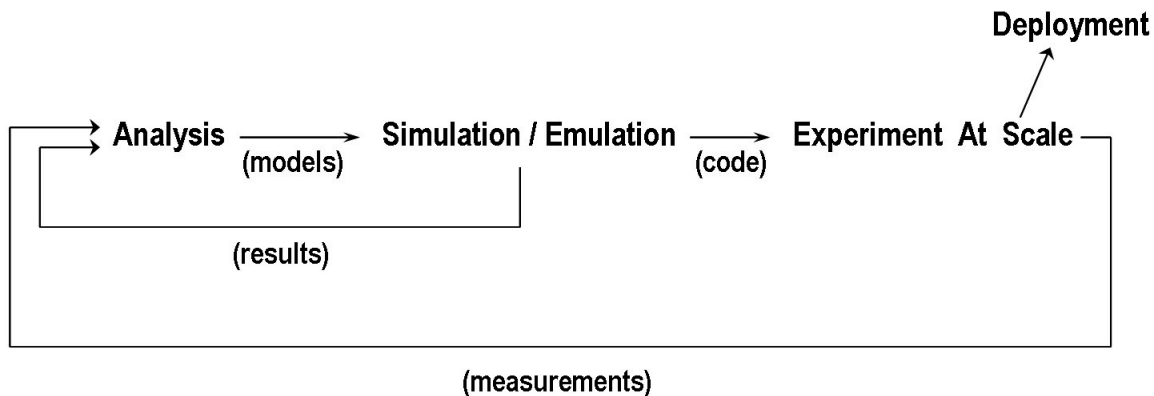 Deployment
Analysis
(models)
Simulation / Emulation
(code)
Experiment At Scale
(results)
(measurements)